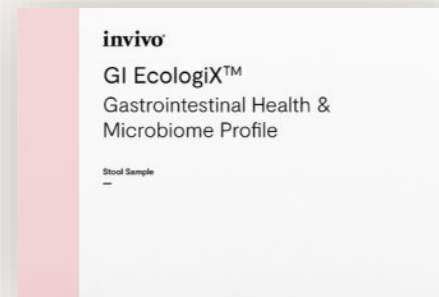 invivo
GI EcologiX™
Gastrointestinal Health &
Microbiome Profile
Stool Sample